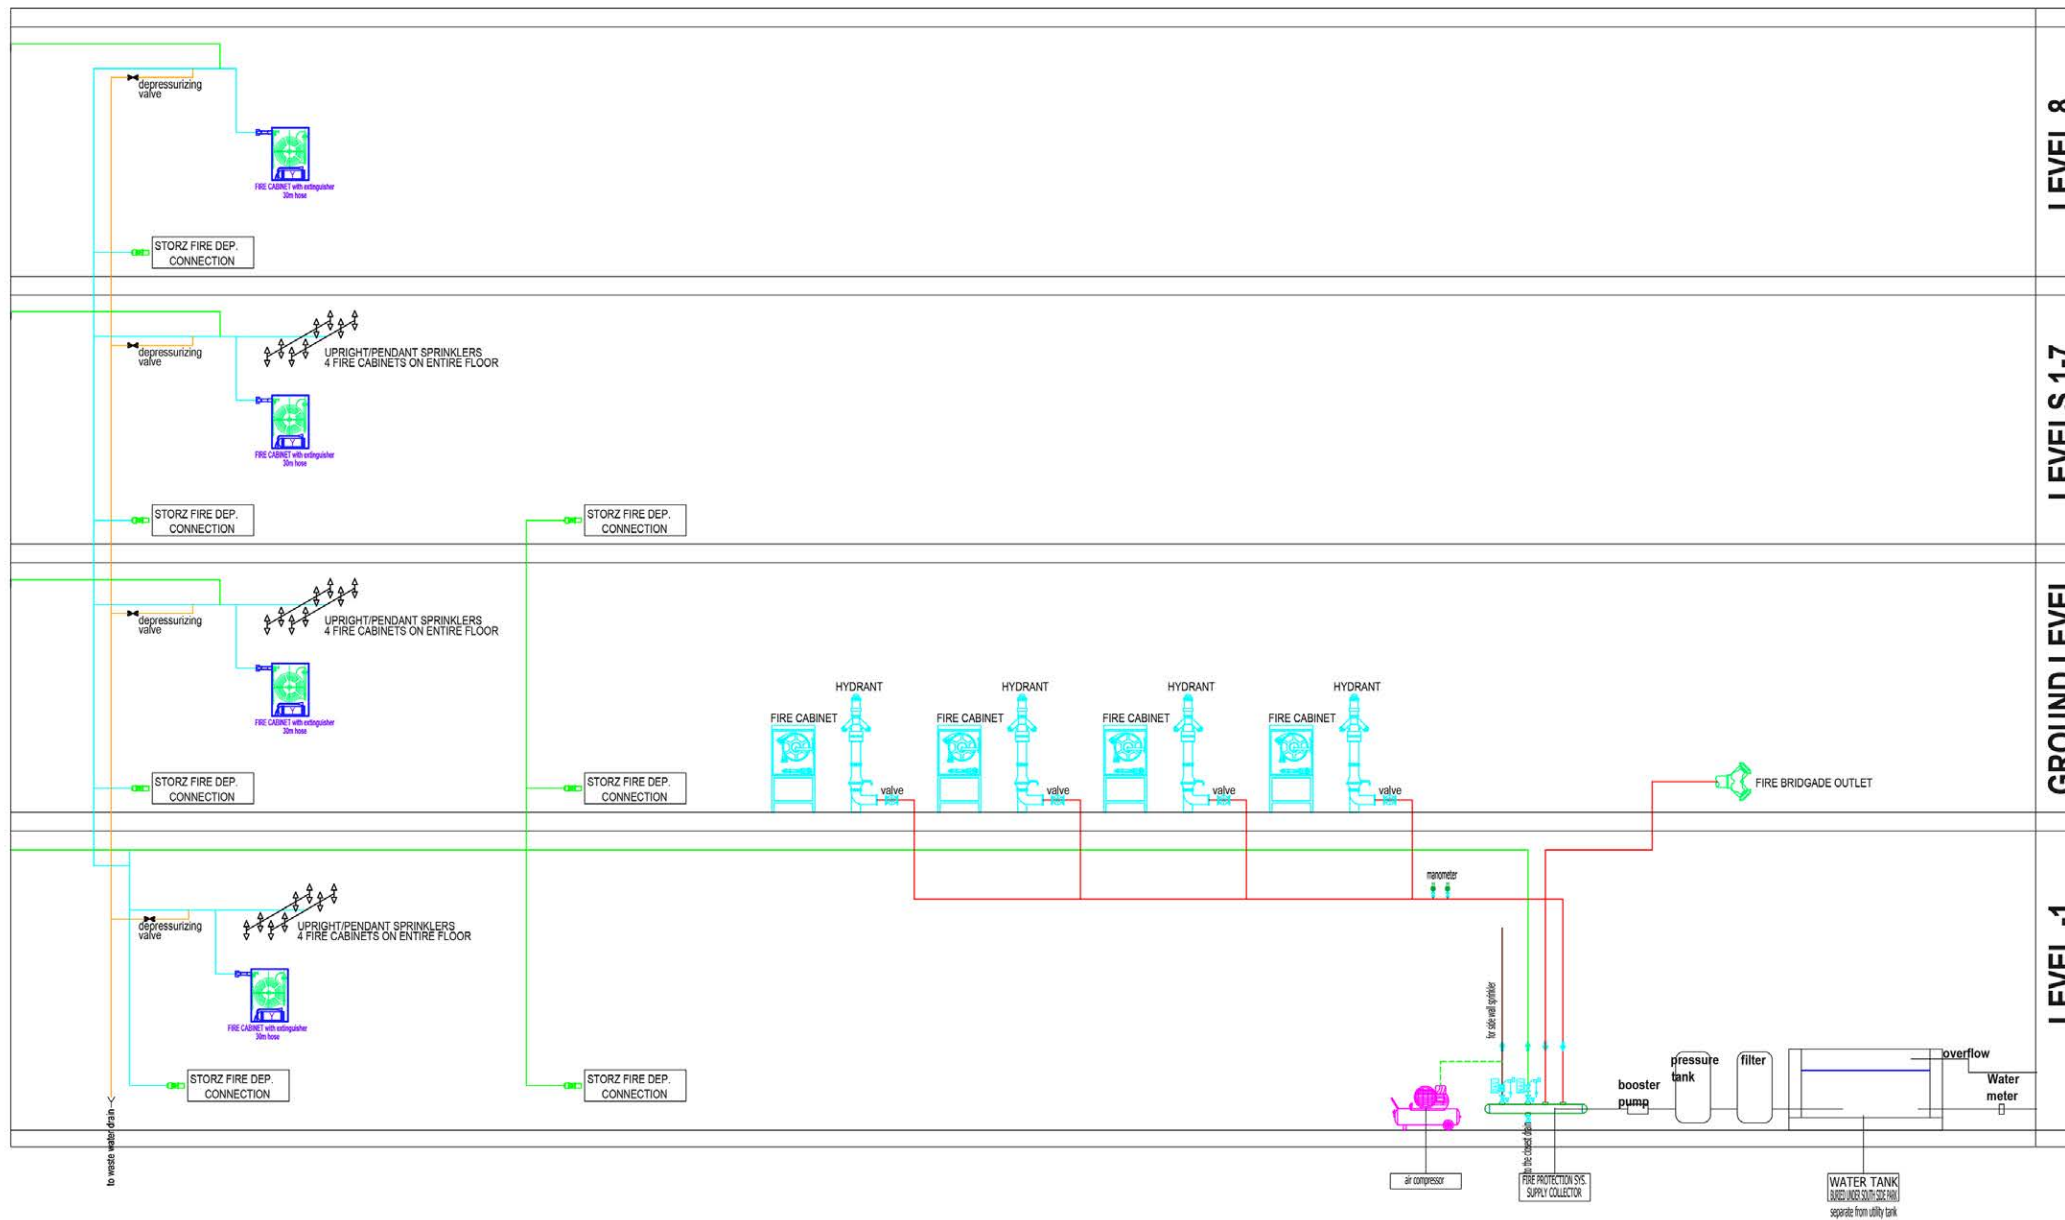 LEVEL 8
depressurizing
valve
FIRE CABINET with extinguisher
30m hose
STORZ FIRE DEP.
CONNECTION
LEVELS 1-7
depressurizing
valve
UPRIGHT/PENDANT SPRINKLERS
4 FIRE CABINETS ON ENTIRE FLOOR
FIRE CABINET with extinguisher
30m hose
STORZ FIRE DEP.
CONNECTION
STORZ FIRE DEP.
CONNECTION
GROUND LEVEL
depressurizing
valve
UPRIGHT/PENDANT SPRINKLERS
4 FIRE CABINETS ON ENTIRE FLOOR
FIRE CABINET with extinguisher
30m hose
STORZ FIRE DEP.
CONNECTION
STORZ FIRE DEP.
CONNECTION
HYDRANT
FIRE CABINET
valve
HYDRANT
FIRE CABINET
valve
HYDRANT
FIRE CABINET
valve
HYDRANT
FIRE CABINET
valve
FIRE BRIDGADE OUTLET
LEVEL -1
manometer
depressurizing
valve
UPRIGHT/PENDANT SPRINKLERS
4 FIRE CABINETS ON ENTIRE FLOOR
FIRE CABINET with extinguisher
30m hose
STORZ FIRE DEP.
CONNECTION
STORZ FIRE DEP.
CONNECTION
for side wall sprinkler
booster
pump
pressure
tank
filter
overflow
Water
meter
to waste water drain
to the closest drain
air compressor
FIRE PROTECTION SYS.
SUPPLY COLLECTOR
WATER TANK
BURIED UNDER SOUTH SIDE PARK
separate from utility tank